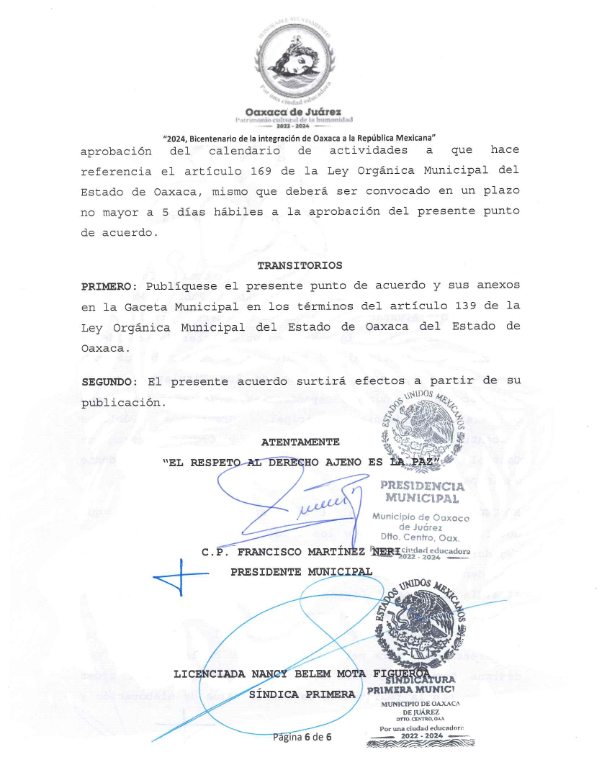 HONORABLE AYUNTAMIENTO
Por una ciudad educadora
Oaxaca de Juárez
Patrimonio cultural de la humanidad
2022 - 2024
“2024, Bicentenario de la integración de Oaxaca a la República Mexicana”
aprobación del calendario de actividades a que hace
referencia el artículo 169 de la Ley Orgánica Municipal del
Estado de Oaxaca, mismo que deberá ser convocado en un plazo
no mayor a 5 días hábiles a la aprobación del presente punto
de acuerdo.
TRANSITORIOS
PRIMERO: Publíquese el presente punto de acuerdo y sus anexos
en la Gaceta Municipal en los términos del artículo 139 de la
Ley Orgánica Municipal del Estado de Oaxaca del Estado de
Oaxaca.
SEGUNDO: El presente acuerdo surtirá efectos a partir de su
publicación.
ESTADOS UNIDOS MEXICANOS
ATENTAMENTE
“EL RESPETO AL DERECHO AJENO ES LA PAZ”
PRESIDENCIA
MUNICIPAL
Municipio de Oaxaca
de Juárez
Dtto. Centro, Oax.
C.P. FRANCISCO MARTÍNEZ NERI
ciudad educadora
2022 - 2024
PRESIDENTE MUNICIPAL
ESTADOS UNIDOS MEXICANOS
LICENCIADA NANCY BELEM MOTA FIGUEROA
SINDICATURA
SÍNDICA PRIMERA
PRIMERA MUNICI
MUNICIPIO DE OAXACA
DE JUÁREZ
DTTO. CENTRO, OAX
Por una ciudad educadora
2022 - 2024
Página 6 de 6